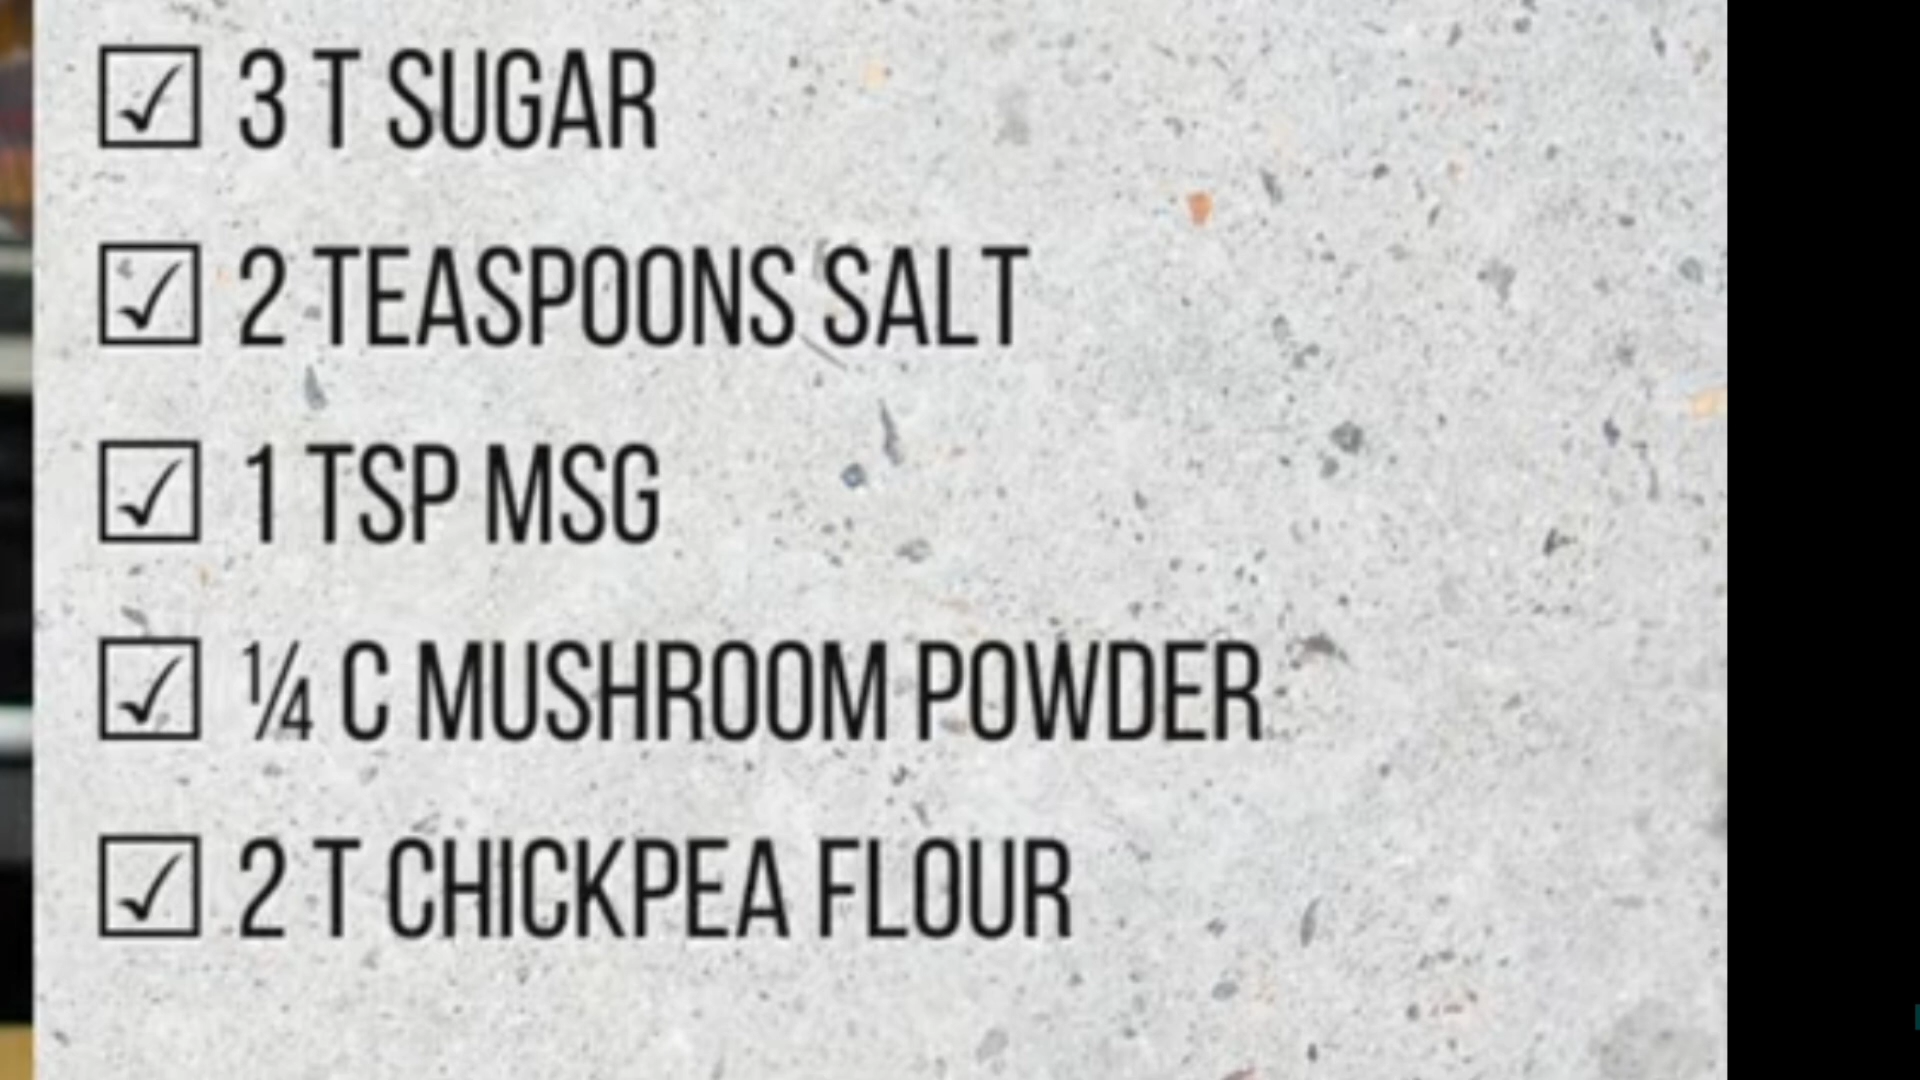 ☑ 3 T SUGAR
☑ 2 TEASPOONS SALT
☑ 1 TSP MSG
☑ ¼ C MUSHROOM POWDER
☑ 2 T CHICKPEA FLOUR